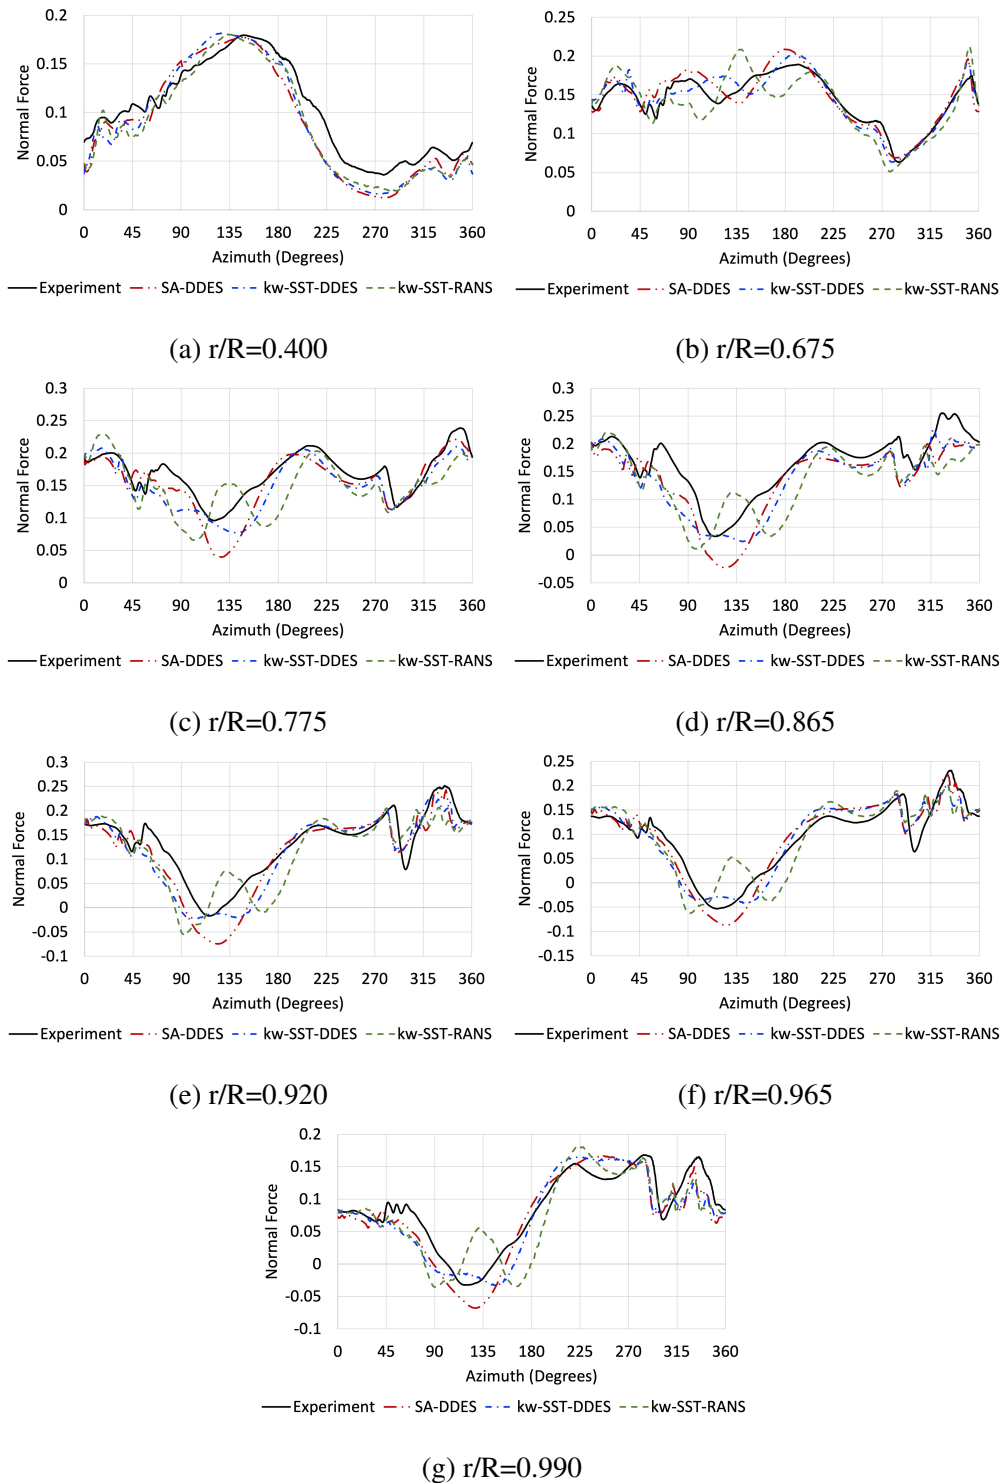 0.2
0.15
0.1
0.05
0
Normal Force
0 45 90 135 180 225 270 315 360
Azimuth (Degrees)
Experiment SA-DDES kw-SST-DDES kw-SST-RANS
(a) r/R=0.400
0.25
0.2
0.15
0.1
0.05
0
Normal Force
0 45 90 135 180 225 270 315 360
Azimuth (Degrees)
Experiment SA-DDES kw-SST-DDES kw-SST-RANS
(b) r/R=0.675
0.3
0.25
0.2
0.15
0.1
0.05
0
Normal Force
0 45 90 135 180 225 270 315 360
Azimuth (Degrees)
Experiment SA-DDES kw-SST-DDES kw-SST-RANS
(c) r/R=0.775
0.3
0.25
0.2
0.15
0.1
0.05
0
-0.05
Normal Force
0 45 90 135 180 225 270 315 360
Azimuth (Degrees)
Experiment SA-DDES kw-SST-DDES kw-SST-RANS
(d) r/R=0.865
0.3
0.25
0.2
0.15
0.1
0.05
0
-0.05
-0.1
Normal Force
0 45 90 135 180 225 270 315 360
Azimuth (Degrees)
Experiment SA-DDES kw-SST-DDES kw-SST-RANS
(e) r/R=0.920
0.25
0.2
0.15
0.1
0.05
0
-0.05
-0.1
-0.15
Normal Force
0 45 90 135 180 225 270 315 360
Azimuth (Degrees)
Experiment SA-DDES kw-SST-DDES kw-SST-RANS
(f) r/R=0.965
0.2
0.15
0.1
0.05
0
-0.05
-0.1
Normal Force
0 45 90 135 180 225 270 315 360
Azimuth (Degrees)
Experiment SA-DDES kw-SST-DDES kw-SST-RANS
(g) r/R=0.990